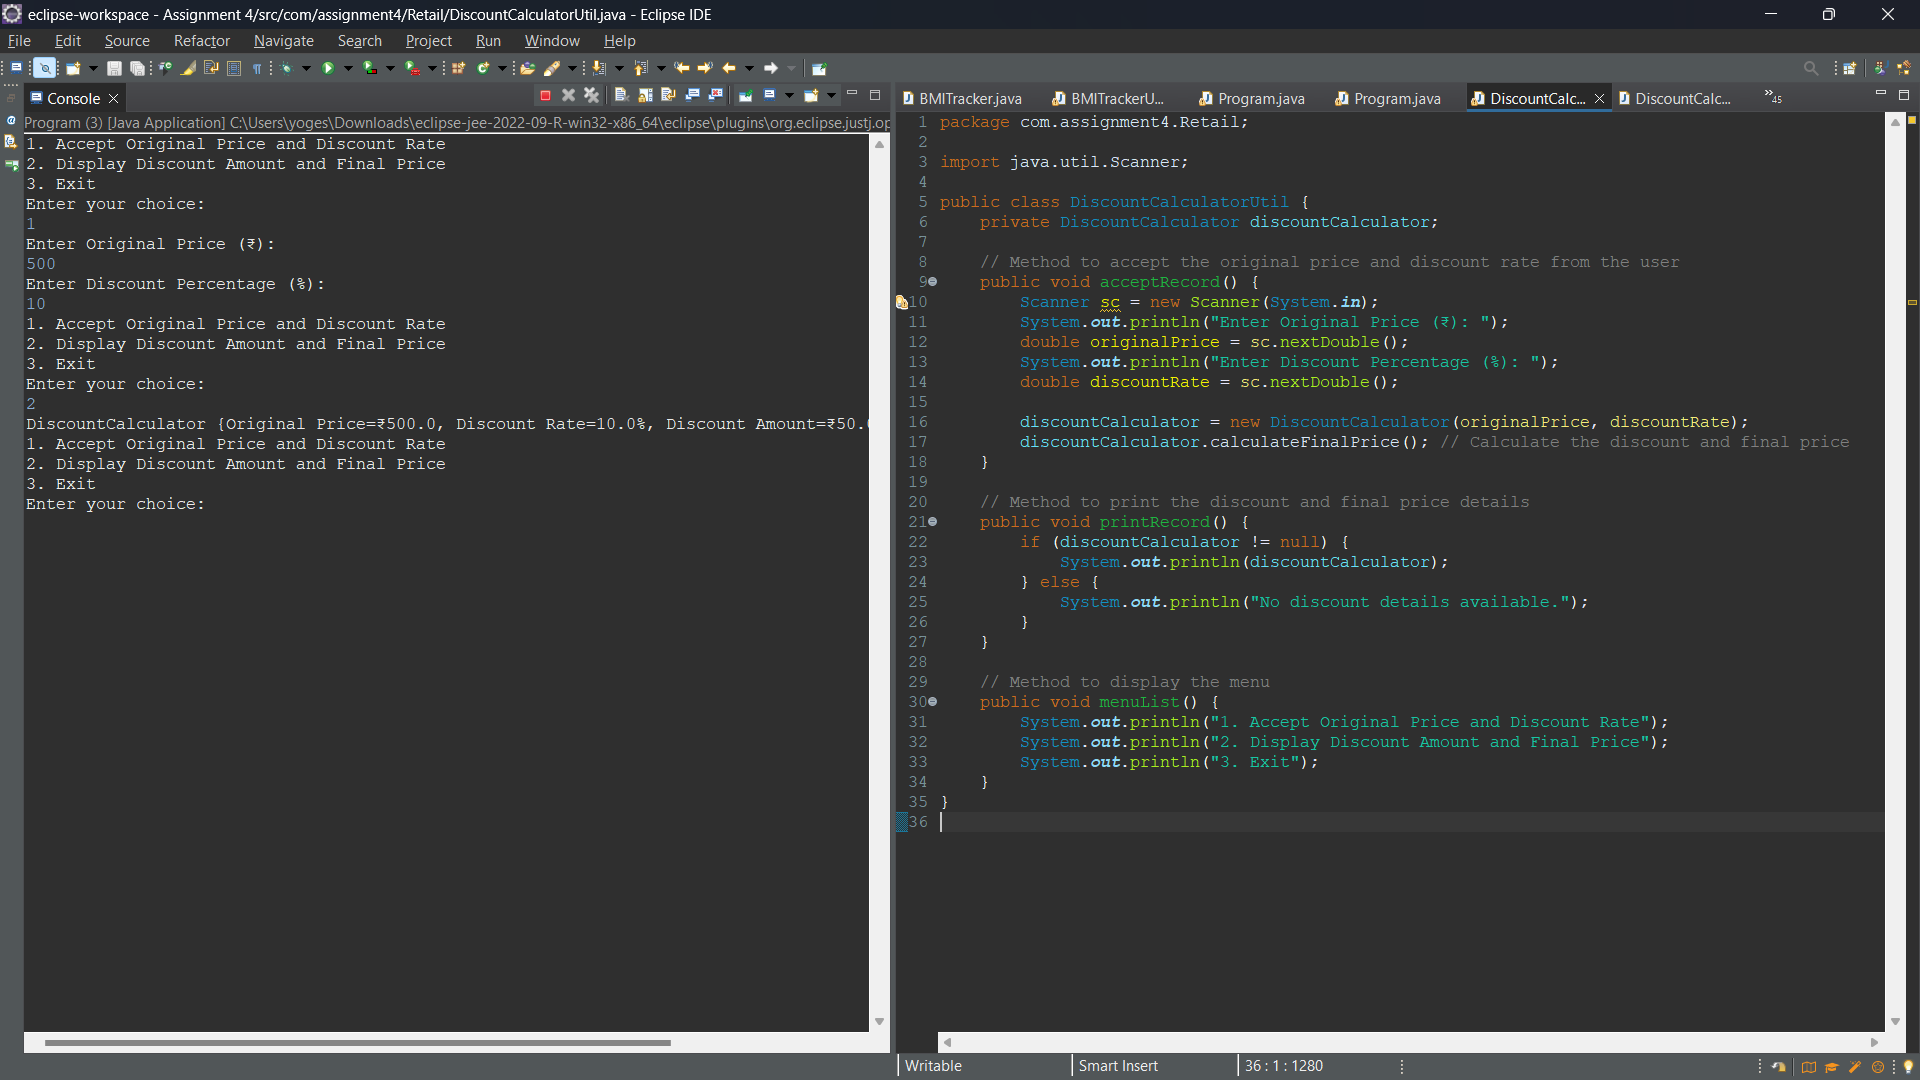 eclipse-workspace - Assignment 4/src/com/assignment4/Retail/DiscountCalculatorUtil.java - Eclipse IDE
File Edit Source Refactor Navigate Search Project Run Window Help
Console
Program (3) [Java Application] C:\Users\yoges\Downloads\eclipse-jee-2022-09-R-win32-x86_64\eclipse\plugins\org.eclipse.justj.op
1. Accept Original Price and Discount Rate
2. Display Discount Amount and Final Price
3. Exit
Enter your choice:
1
Enter Original Price (₹):
500
Enter Discount Percentage (%):
10
1. Accept Original Price and Discount Rate
2. Display Discount Amount and Final Price
3. Exit
Enter your choice:
2
DiscountCalculator {Original Price=₹500.0, Discount Rate=10.0%, Discount Amount=₹50.
1. Accept Original Price and Discount Rate
2. Display Discount Amount and Final Price
3. Exit
Enter your choice:
BMITracker.java BMITrackerU... Program.java Program.java DiscountCalc... DiscountCalc... »45
1 package com.assignment4.Retail;
2
3 import java.util.Scanner;
4
5 public class DiscountCalculatorUtil {
6 private DiscountCalculator discountCalculator;
7
8 // Method to accept the original price and discount rate from the user
9 public void acceptRecord() {
10 Scanner sc = new Scanner(System.in);
11 System.out.println("Enter Original Price (₹): ");
12 double originalPrice = sc.nextDouble();
13 System.out.println("Enter Discount Percentage (%): ");
14 double discountRate = sc.nextDouble();
15
16 discountCalculator = new DiscountCalculator(originalPrice, discountRate);
17 discountCalculator.calculateFinalPrice(); // Calculate the discount and final price
18 }
19
20 // Method to print the discount and final price details
21 public void printRecord() {
22 if (discountCalculator != null) {
23 System.out.println(discountCalculator);
24 } else {
25 System.out.println("No discount details available.");
26 }
27 }
28
29 // Method to display the menu
30 public void menuList() {
31 System.out.println("1. Accept Original Price and Discount Rate");
32 System.out.println("2. Display Discount Amount and Final Price");
33 System.out.println("3. Exit");
34 }
35 }
36
Writable Smart Insert 36 : 1 : 1280